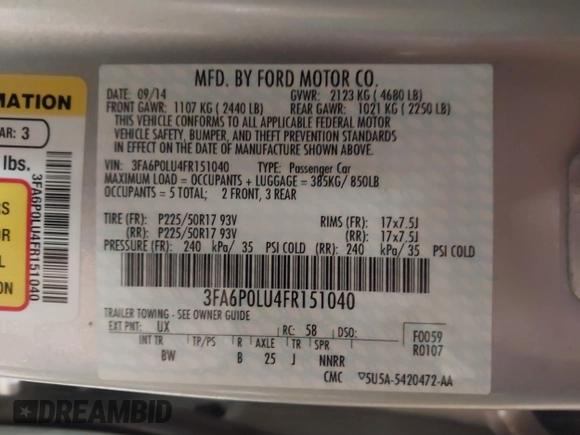 MFD. BY FORD MOTOR CO.
DATE: 09/14 GVWR: 2123 KG ( 4680 LB)
FRONT GAWR: 1107 KG ( 2440 LB) REAR GAWR: 1021 KG ( 2250 LB)
THIS VEHICLE CONFORMS TO ALL APPLICABLE FEDERAL MOTOR
VEHICLE SAFETY, BUMPER, AND THEFT PREVENTION STANDARDS
IN EFFECT ON THE DATE OF MANUFACTURE SHOWN ABOVE.
VIN: 3FA6P0LU4FR151040 TYPE: Passenger Car
MAXIMUM LOAD = OCCUPANTS + LUGGAGE = 385KG/ 850LB
OCCUPANTS = 5 TOTAL; 2 FRONT, 3 REAR
TIRE (FR): P225/50R17 93V RIMS (FR): 17x7.5J
(RR): P225/50R17 93V (RR): 17x7.5J
PRESSURE (FR): 240 kPa/ 35 PSI COLD (RR): 240 kPa/ 35 PSI COLD
3FA6P0LU4FR151040
TRAILER TOWING - SEE OWNER GUIDE
EXT PNT: UX RC: 58 DSO: F0059
R0107
INT TR TP/PS R AXLE TR SPR
BW B 25 J NNRR
CMC 5U5A-5420472-AA
MATION
AR: 3
lbs.
RS
OR
L
ON
3FA6P0LU4FR151040
DREAMBID